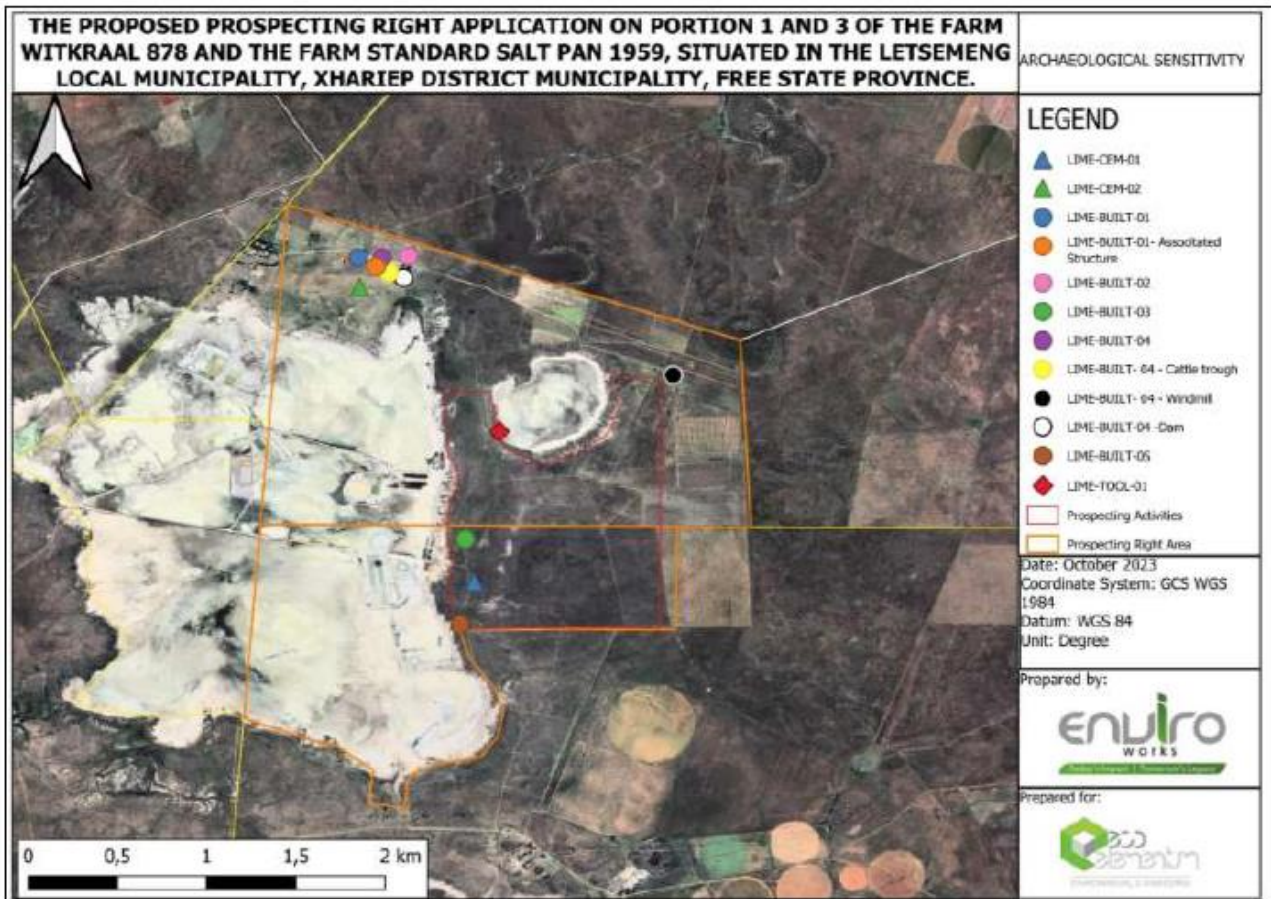 THE PROPOSED PROSPECTING RIGHT APPLICATION ON PORTION 1 AND 3 OF THE FARM
WITKRAAL 878 AND THE FARM STANDARD SALT PAN 1959, SITUATED IN THE LETSEMENG
LOCAL MUNICIPALITY, XHARIEP DISTRICT MUNICIPALITY, FREE STATE PROVINCE.
ARCHAEOLOGICAL SENSITIVITY
LEGEND
LIME-CEM-01
LIME-CEM-02
LIME-BUILT-01
LIME-BUILT-01- Associated
Structure
LIME-BUILT-02
LIME-BUILT-03
LIME-BUILT-04
LIME-BUILT- 04 - Cattle trough
LIME-BUILT- 04 - Windmill
LIME-BUILT-04 -Dam
LIME-BUILT-05
LIME-TOOL-01
Prospecting Activities
Prospecting Right Area
Date: October 2023
Coordinate System: GCS WGS
1984
Datum: WGS 84
Unit: Degree
Prepared by:
enviro
works
Prepared for:
eco
elementum
0 0,5 1 1,5 2 km